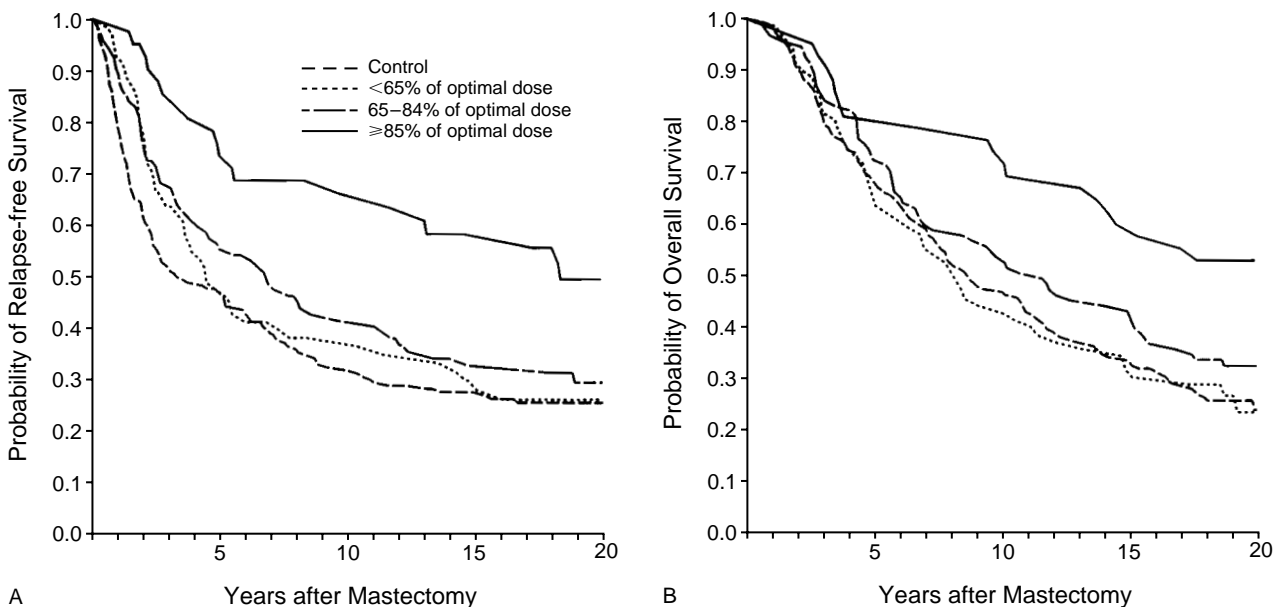 Probability of Relapse-free Survival
1.0
0.9
0.8
0.7
0.6
0.5
0.4
0.3
0.2
0.1
0.0
Control
<65% of optimal dose
65–84% of optimal dose
⩾85% of optimal dose
5 10 15 20
Years after Mastectomy
A
Probability of Overall Survival
1.0
0.9
0.8
0.7
0.6
0.5
0.4
0.3
0.2
0.1
0.0
5 10 15 20
Years after Mastectomy
B